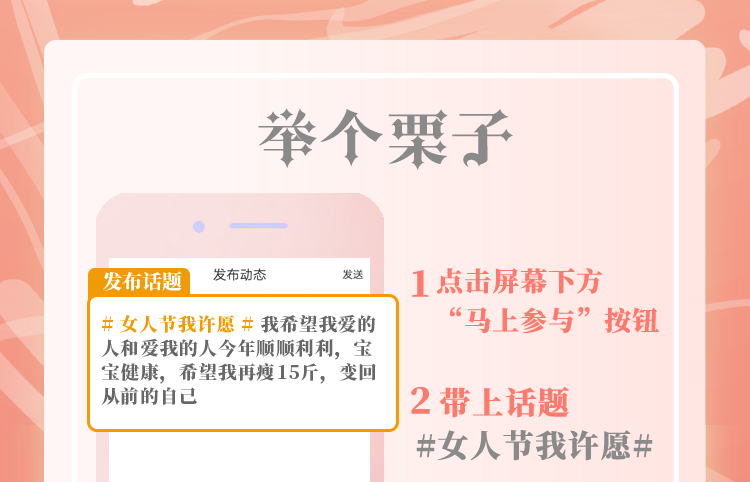 举个栗子
发布动态
发送
发布话题
# 女人节我许愿 # 我希望我爱的
人和爱我的人今年顺顺利利，宝
宝健康，希望我再瘦15斤，变回
从前的自己
1 点击屏幕下方
“马上参与”按钮
2 带上话题
#女人节我许愿#